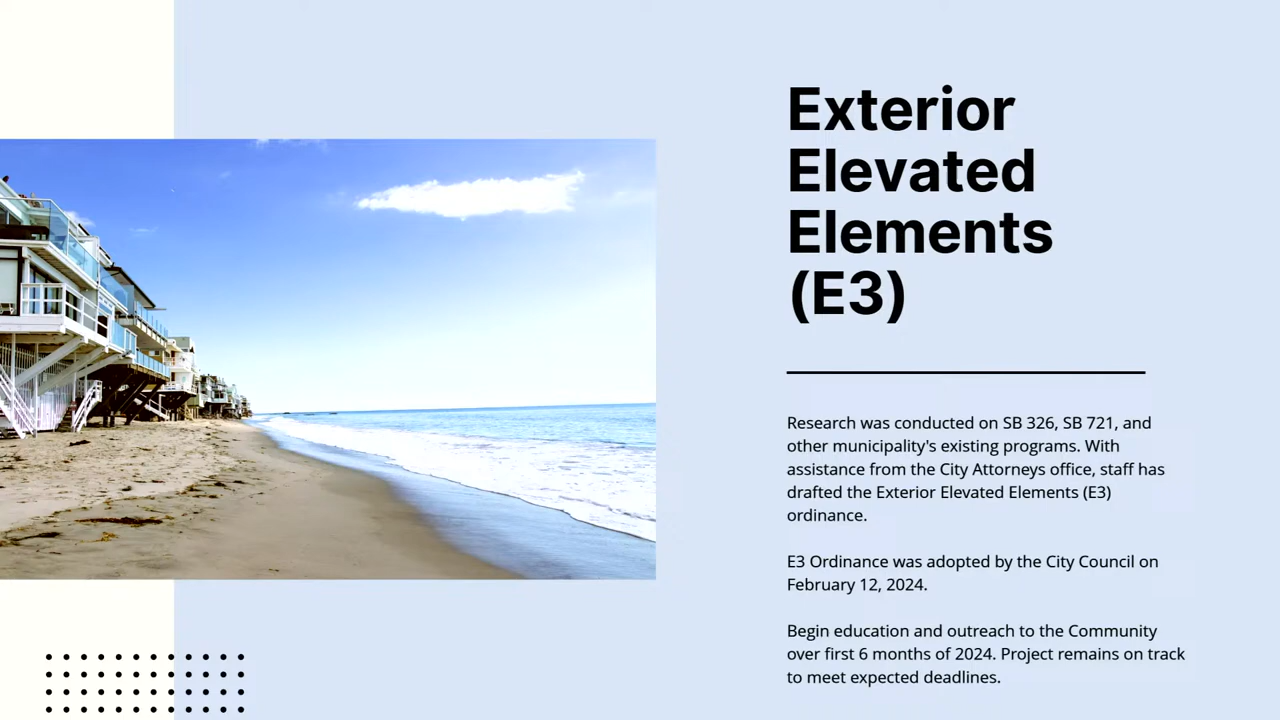 Exterior
Elevated
Elements
(E3)
Research was conducted on SB 326, SB 721, and
other municipality's existing programs. With
assistance from the City Attorneys office, staff has
drafted the Exterior Elevated Elements (E3)
ordinance.
E3 Ordinance was adopted by the City Council on
February 12, 2024.
Begin education and outreach to the Community
over first 6 months of 2024. Project remains on track
to meet expected deadlines.